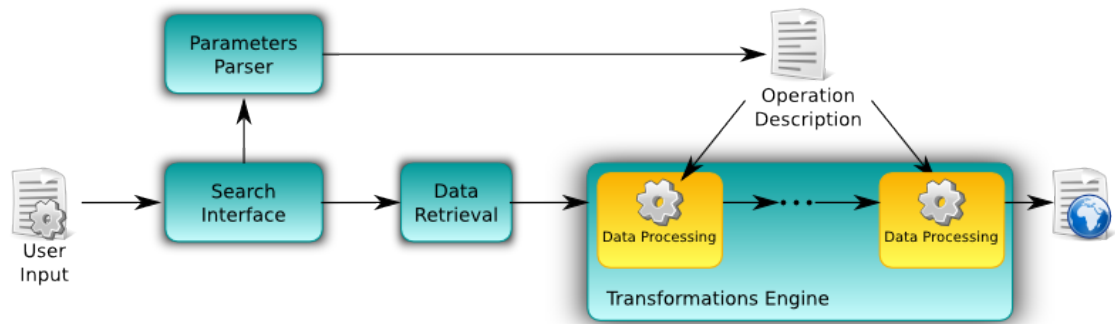 Parameters
Parser
Operation
Description
Search
Interface
Data
Retrieval
Data Processing
...
Data Processing
User
Input
Transformations Engine